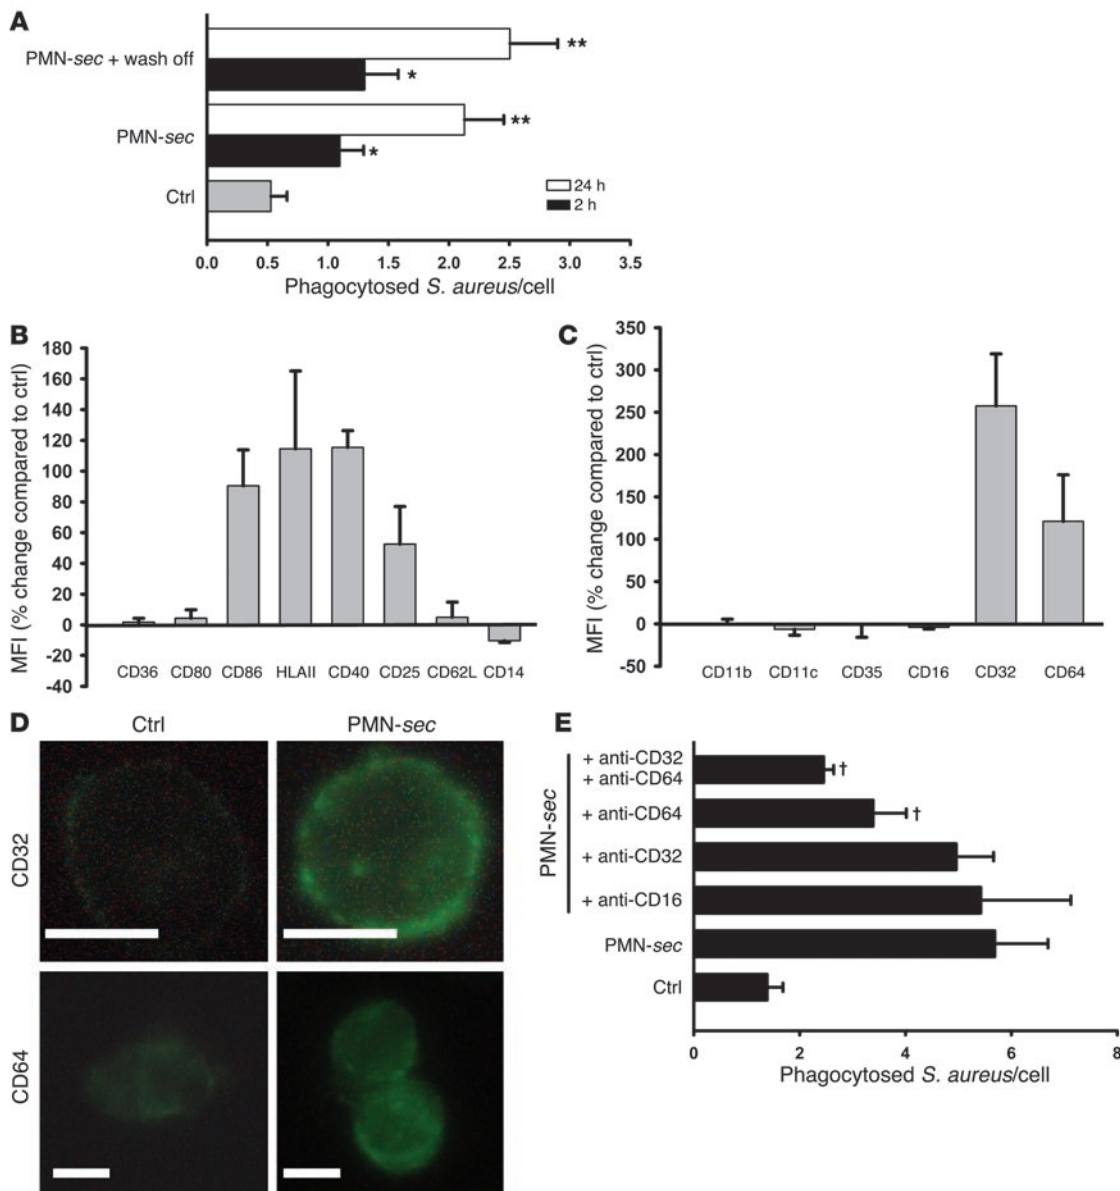 A
PMN-sec + wash off
**
*
PMN-sec
**
*
Ctrl
24 h
2 h
0.0 0.5 1.0 1.5 2.0 2.5 3.0 3.5
Phagocytosed S. aureus/cell
B
MFI (% change compared to ctrl)
180
160
140
120
100
80
60
40
20
0
-20
-40
CD36 CD80 CD86 HLAII CD40 CD25 CD62L CD14
C
MFI (% change compared to ctrl)
350
300
250
200
150
100
50
0
-50
CD11b CD11c CD35 CD16 CD32 CD64
D
Ctrl PMN-sec
CD32
CD64
E
PMN-sec
+ anti-CD32
+ anti-CD64
†
+ anti-CD64
†
+ anti-CD32
+ anti-CD16
PMN-sec
Ctrl
0 2 4 6 8
Phagocytosed S. aureus/cell